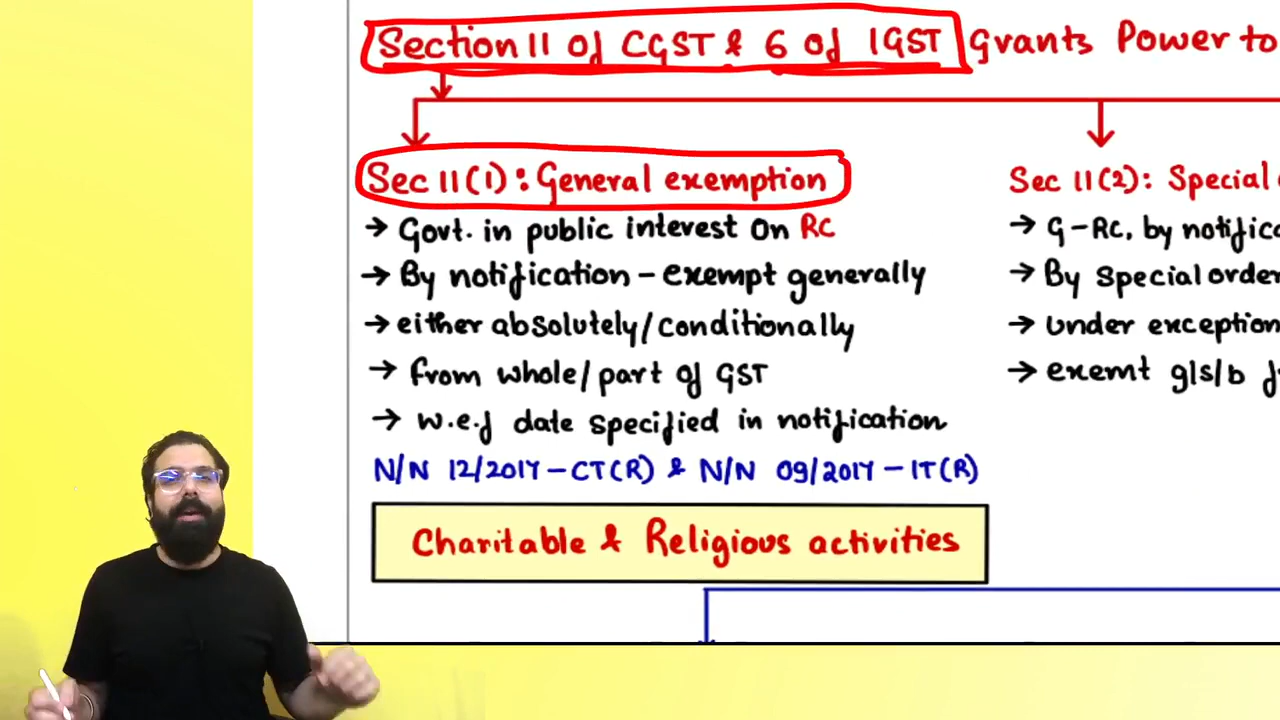 Section 11 Of CGST & 6 Of IGST Grants Power to
Sec 11(1): General exemption
→ Govt. in public interest On RC
→ By notification – exempt generally
→ either absolutely/conditionally
→ from whole/part of GST
→ w.e.f date specified in notification
N/N 12/2017 – CT(R) & N/N 09/2017 – IT(R)
Charitable & Religious activities
Sec 11(2): Special
→ G-RC, by notific
→ By Special order
→ under exception
→ exemt g/s/b f